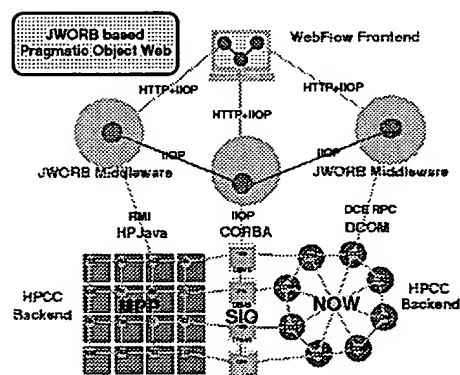 JWORB based
Pragmatic Object Web
WebFlow Frontend
HTTP+IIOP
HTTP+IIOP
HTTP+IIOP
IIOP
IIOP
JWORB Middleware
JWORB Middleware
RMI
HPJava
IIOP
CORBA
DCE RPC
DCOM
HPCC
Backend
MPP
SIO
NOW
HPCC
Backend